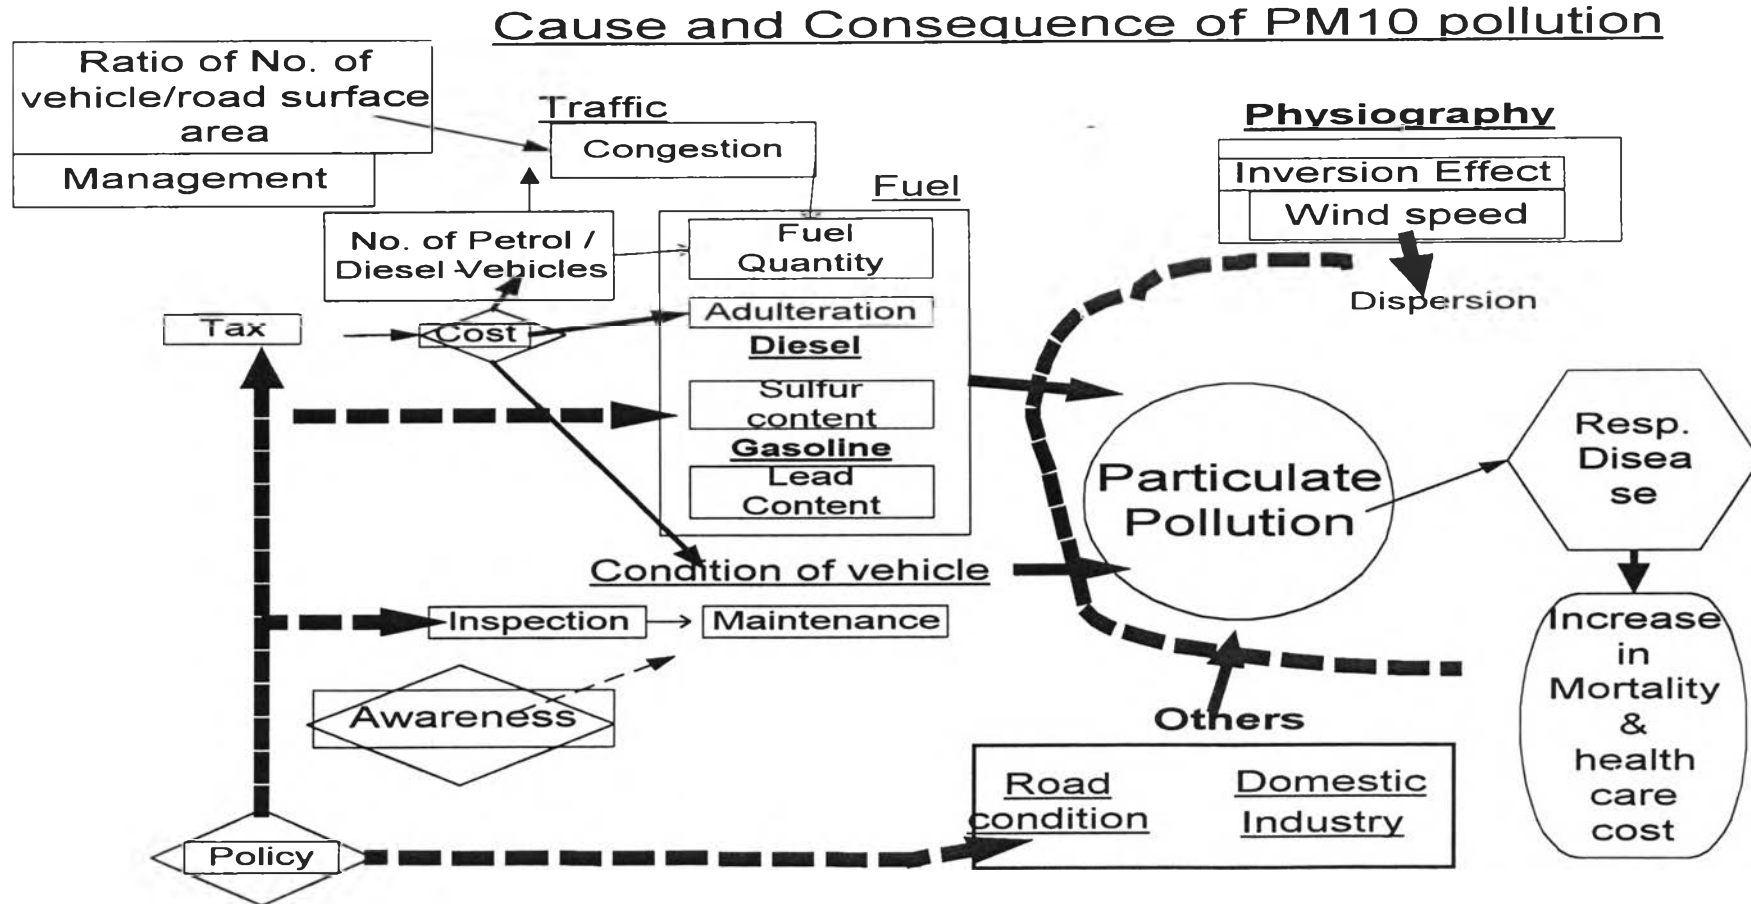 Cause and Consequence of PM10 pollution
Ratio of No. of
vehicle/road surface
area
Management
Traffic
Congestion
No. of Petrol /
Diesel Vehicles
Tax
Cost
Fuel
Fuel
Quantity
Adulteration
Diesel
Sulfur
content
Gasoline
Lead
Content
Condition of vehicle
Inspection
Maintenance
Awareness
Policy
Physiography
Inversion Effect
Wind speed
Dispersion
Particulate
Pollution
Others
Road
condition
Domestic
Industry
Resp.
Disea
se
Increase
in
Mortality
&
health
care
cost